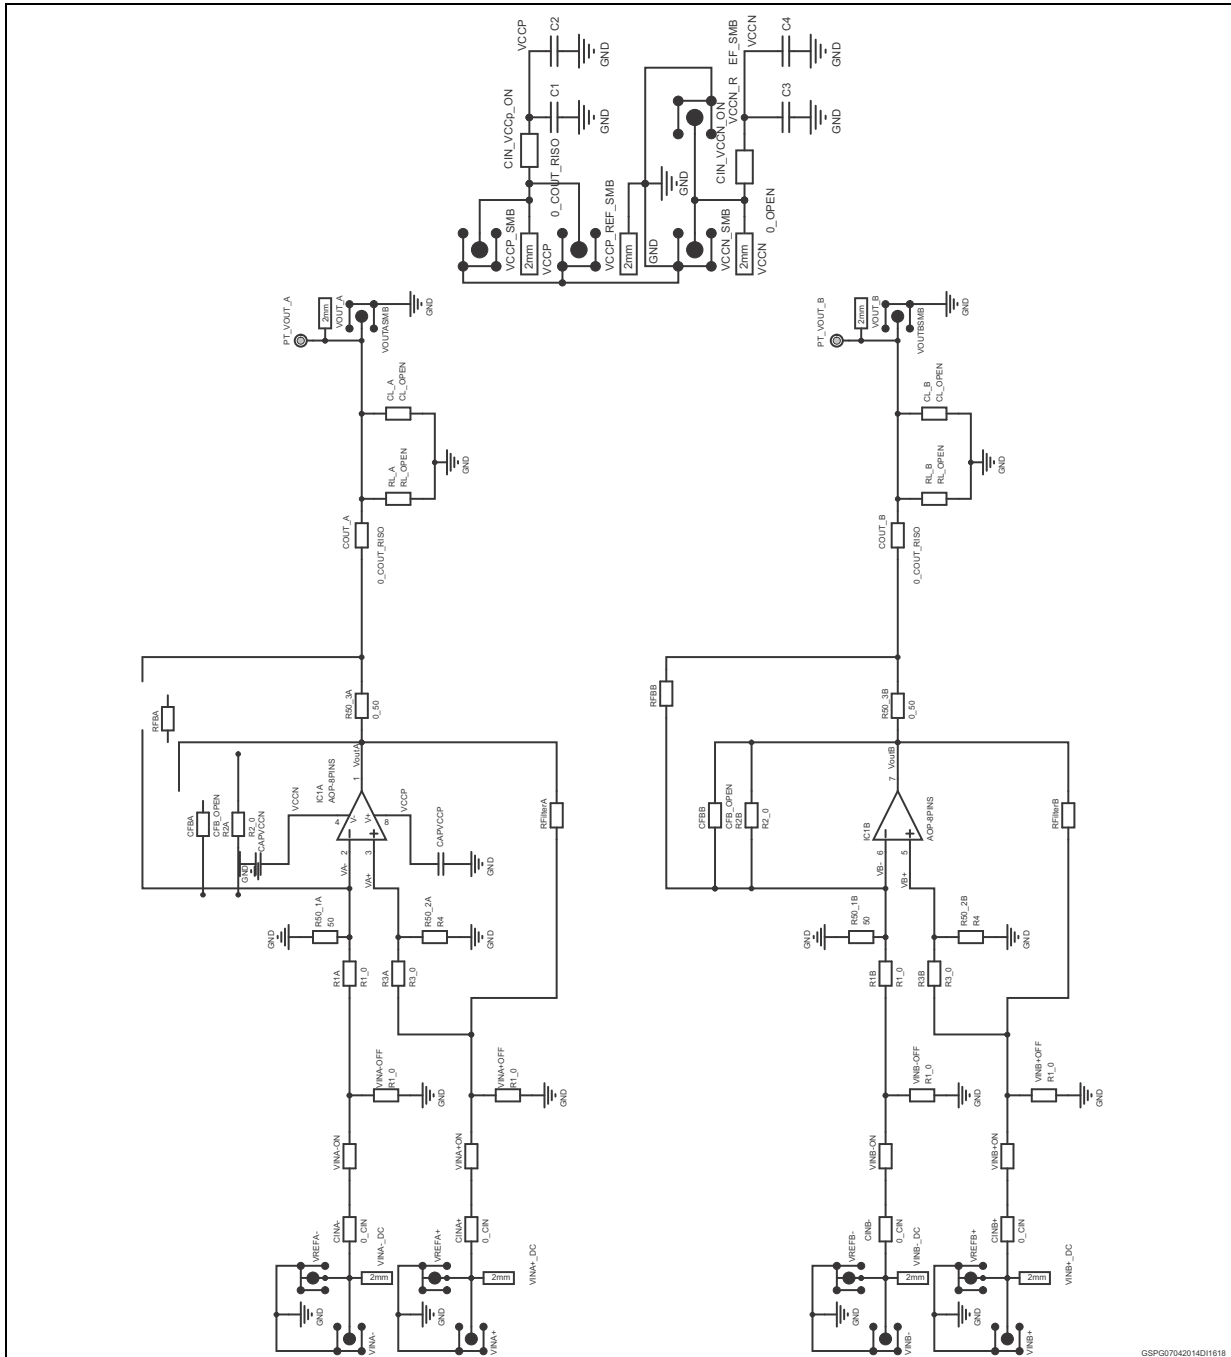 VCCP
C2
GND
C1
GND
CIN_VCCp_ON
0_COUT_RISO
VCCP_SMB
2mm
VCCP
VCCP_REF_SMB
2mm
GND
GND
VCCN_R EF_SMB
VCCN
C4
GND
C3
GND
CIN_VCCN_ON
0_OPEN
VCCN_SMB
2mm
VCCN
PT_VOUT_A
2mm
VOUT_A
VOUTASMB
GND
CL_A
CL_OPEN
RL_A
RL_OPEN
GND
COUT_A
0_COUT_RISO
RFBA
R50_3A
0_50
VoutA
1
IC1A
AOP-8PINS
VCCN
4
V-
V+
8
VCCP
CFBA
CFB_OPEN
R2A
R2_0
GND
CAPVCCN
CAPVCCP
GND
2
3
VA-
VA+
RFilterA
R50_1A
50
GND
R50_2A
R4
GND
R1A
R1_0
R3A
R3_0
VINA-OFF
R1_0
GND
VINA+OFF
R1_0
GND
VINA-ON
VINA+ON
CINA-
0_CIN
CINA+
0_CIN
VREFA-
VINA-_DC
2mm
VREFA+
VINA+_DC
2mm
GND
GND
VINA-
VINA+
PT_VOUT_B
2mm
VOUT_B
VOUTBSMB
GND
CL_B
CL_OPEN
RL_B
RL_OPEN
GND
COUT_B
0_COUT_RISO
RFBB
R50_3B
0_50
VoutB
7
CFBB
CFB_OPEN
R2B
R2_0
IC1B
AOP-8PINS
6
5
VB-
VB+
RFilterB
R50_1B
50
GND
R50_2B
R4
GND
R1B
R1_0
R3B
R3_0
VINB-OFF
R1_0
GND
VINB+OFF
R1_0
GND
VINB-ON
VINB+ON
CINB-
0_CIN
CINB+
0_CIN
VREFB-
VINB-_DC
2mm
VREFB+
VINB+_DC
2mm
GND
GND
VINB-
VINB+
GSPG07042014DI1618